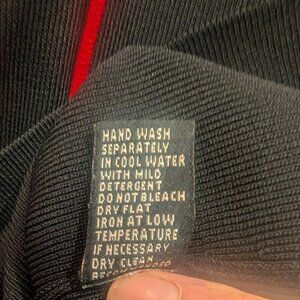 HAND WASH
SEPARATELY
IN COOL WATER
WITH MILD
DETERGENT
DO NOT BLEACH
DRY FLAT
IRON AT LOW
TEMPERATURE
IF NECESSARY
DRY CLEAN
RECOMMENDED